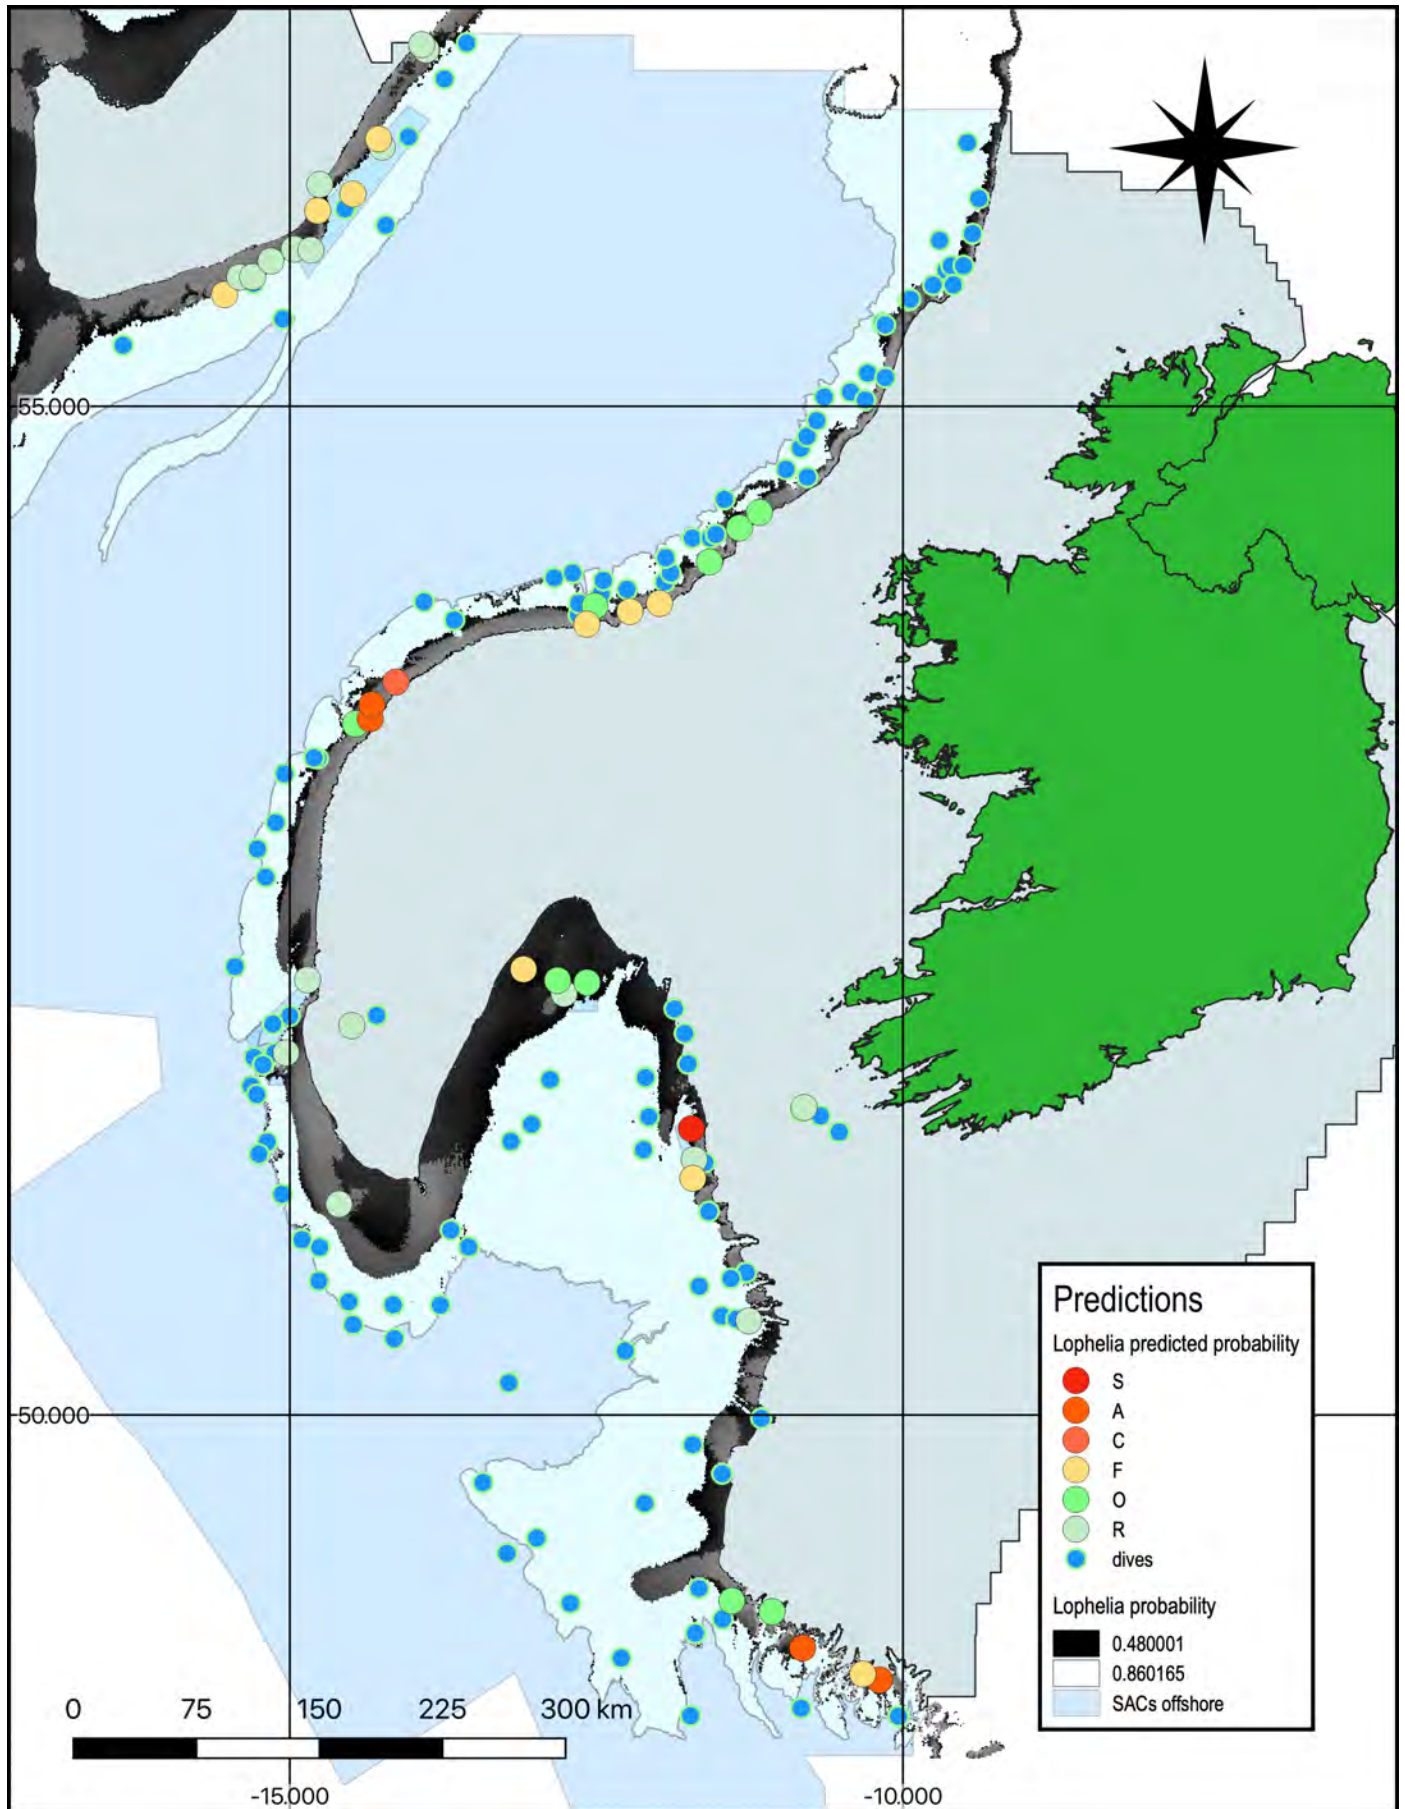 55.000
50.000
Predictions
Lophelia predicted probability
S
A
C
F
O
R
dives
Lophelia probability
0.480001
0.860165
SACs offshore
0 75 150 225 300 km
-15.000 -10.000